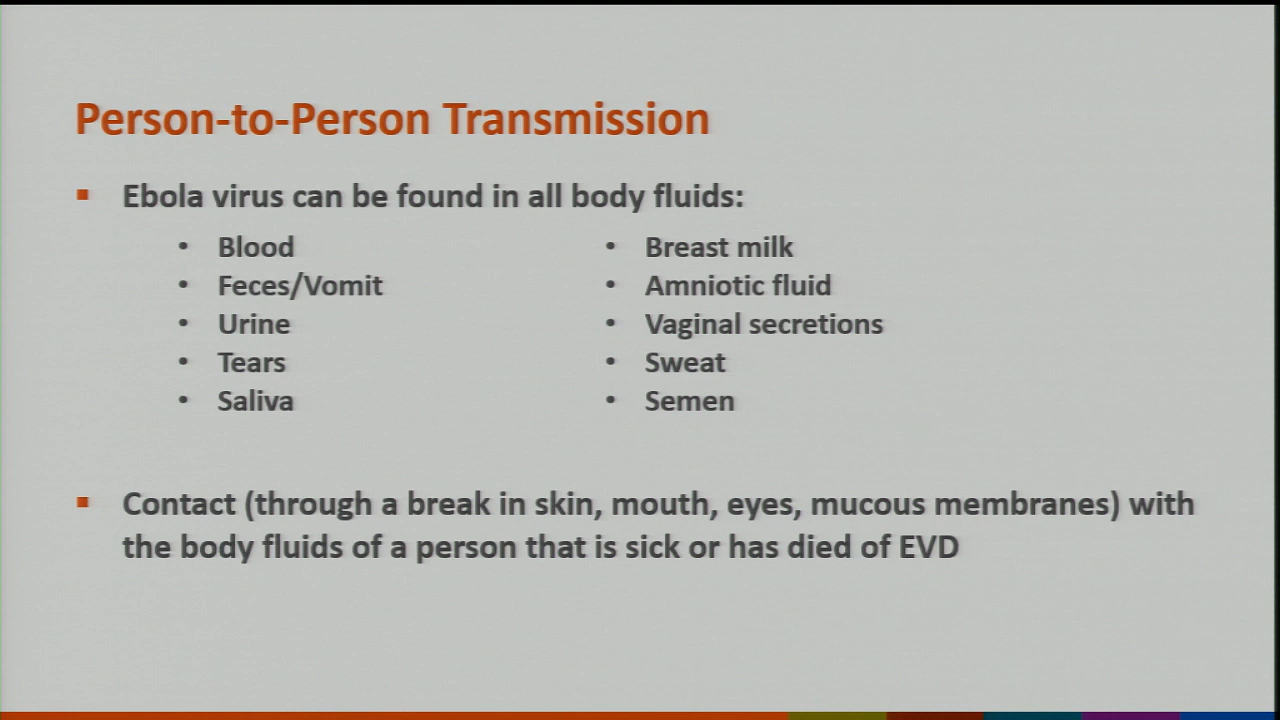 Person-to-Person Transmission
Ebola virus can be found in all body fluids:
• Blood
• Feces/Vomit
• Urine
• Tears
• Saliva
• Breast milk
• Amniotic fluid
• Vaginal secretions
• Sweat
• Semen
Contact (through a break in skin, mouth, eyes, mucous membranes) with
the body fluids of a person that is sick or has died of EVD